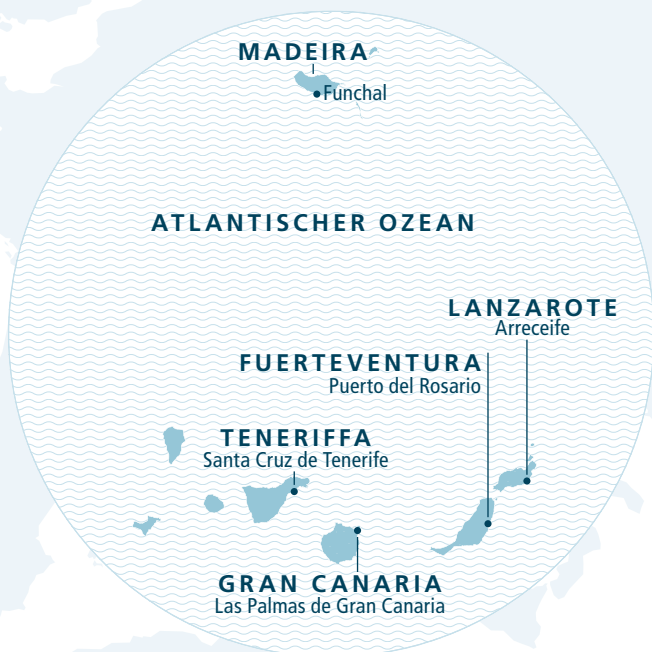 MADEIRA
Funchal
ATLANTISCHER OZEAN
LANZAROTE
Arreceife
FUERTEVENTURA
Puerto del Rosario
TENERIFFA
Santa Cruz de Tenerife
GRAN CANARIA
Las Palmas de Gran Canaria